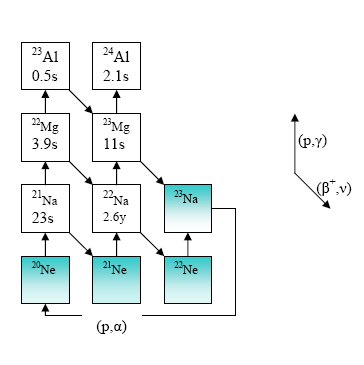 ²³Al
0.5s
²⁴Al
2.1s
²²Mg
3.9s
²³Mg
11s
²¹Na
23s
²²Na
2.6y
²³Na
²⁰Ne
²¹Ne
²²Ne
(p,α)
(p,γ)
(β⁺,ν)